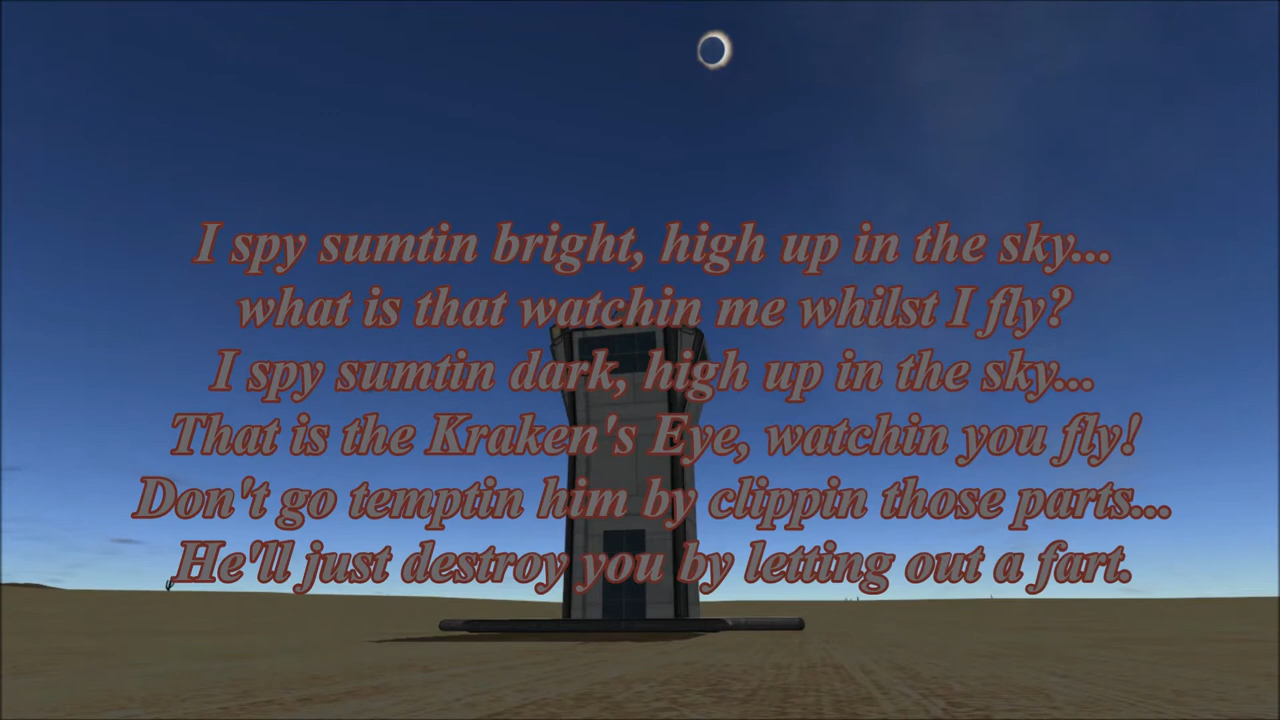 I spy sumtin bright, high up in the sky...
what is that watchin me whilst I fly?
I spy sumtin dark, high up in the sky...
That is the Kraken's Eye, watchin you fly!
Don't go temptin him by clippin those parts...
He'll just destroy you by letting out a fart.